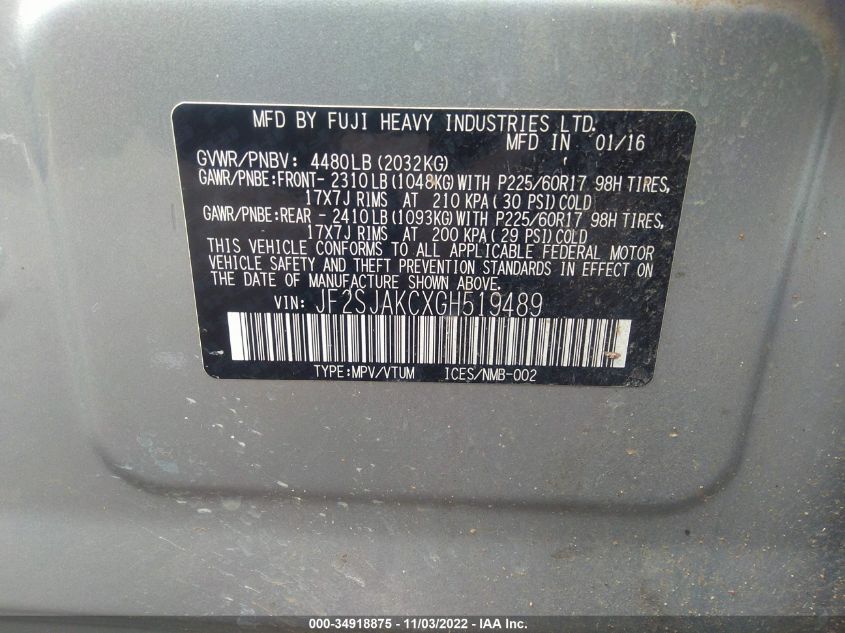 MFD BY FUJI HEAVY INDUSTRIES LTD.
MFD IN 01/16
GVWR/PNBV: 4480LB (2032KG)
GAWR/PNBE:FRONT- 2310 LB (1048KG) WITH P225/60R17 98H TIRES,
17X7J RIMS AT 210 KPA ( 30 PSI) COLD
GAWR/PNBE:REAR - 2410 LB (1093KG) WITH P225/60R17 98H TIRES,
17X7J RIMS AT 200 KPA ( 29 PSI) COLD
THIS VEHICLE CONFORMS TO ALL APPLICABLE FEDERAL MOTOR
VEHICLE SAFETY AND THEFT PREVENTION STANDARDS IN EFFECT ON
THE DATE OF MANUFACTURE SHOWN ABOVE.
VIN: JF2SJAKCXGH519489
TYPE:MPV/VTUM ICES/NMB-002
000-34918875 - 11/03/2022 - IAA Inc.